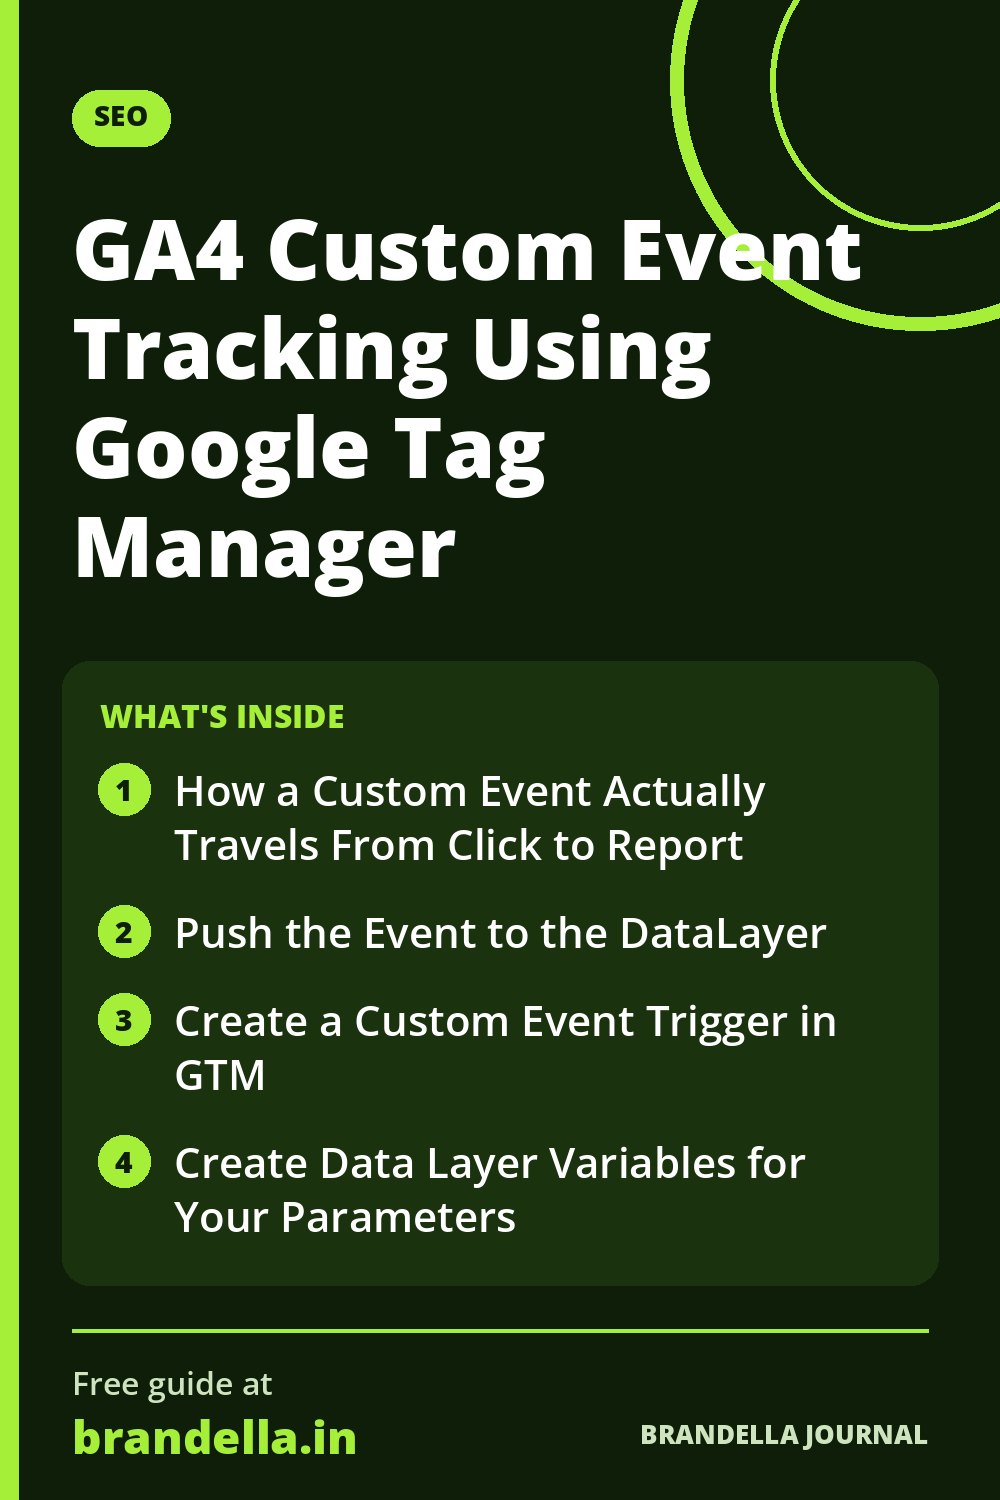 SEO
GA4 Custom Event
Tracking Using
Google Tag
Manager
WHAT'S INSIDE
1 How a Custom Event Actually
Travels From Click to Report
2 Push the Event to the DataLayer
3 Create a Custom Event Trigger in
GTM
4 Create Data Layer Variables for
Your Parameters
Free guide at
brandella.in
BRANDELLA JOURNAL